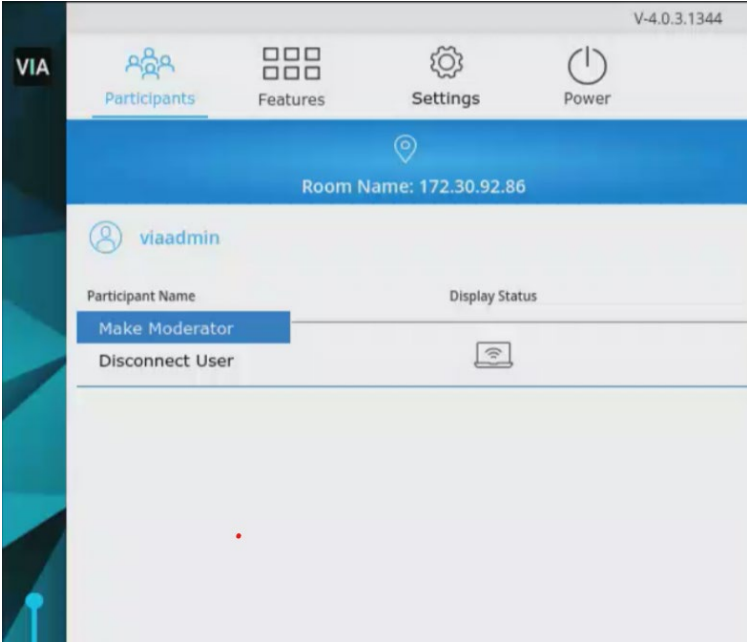 V-4.0.3.1344
VIA
Participants Features Settings Power
Room Name: 172.30.92.86
viaadmin
Participant Name Display Status
Make Moderator
Disconnect User